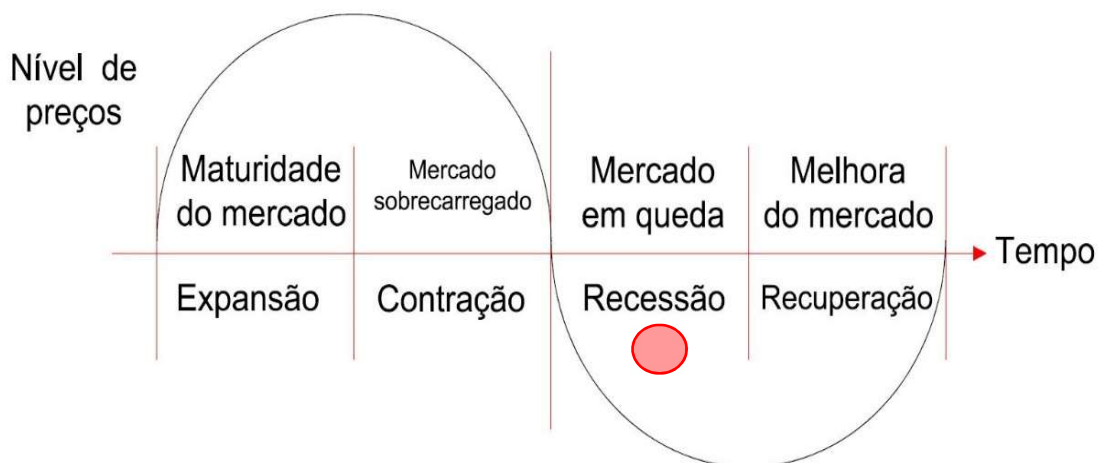 Nível de
preços
Maturidade
do mercado
Mercado
sobrecarregado
Mercado
em queda
Melhora
do mercado
Tempo
Expansão
Contração
Recessão
Recuperação